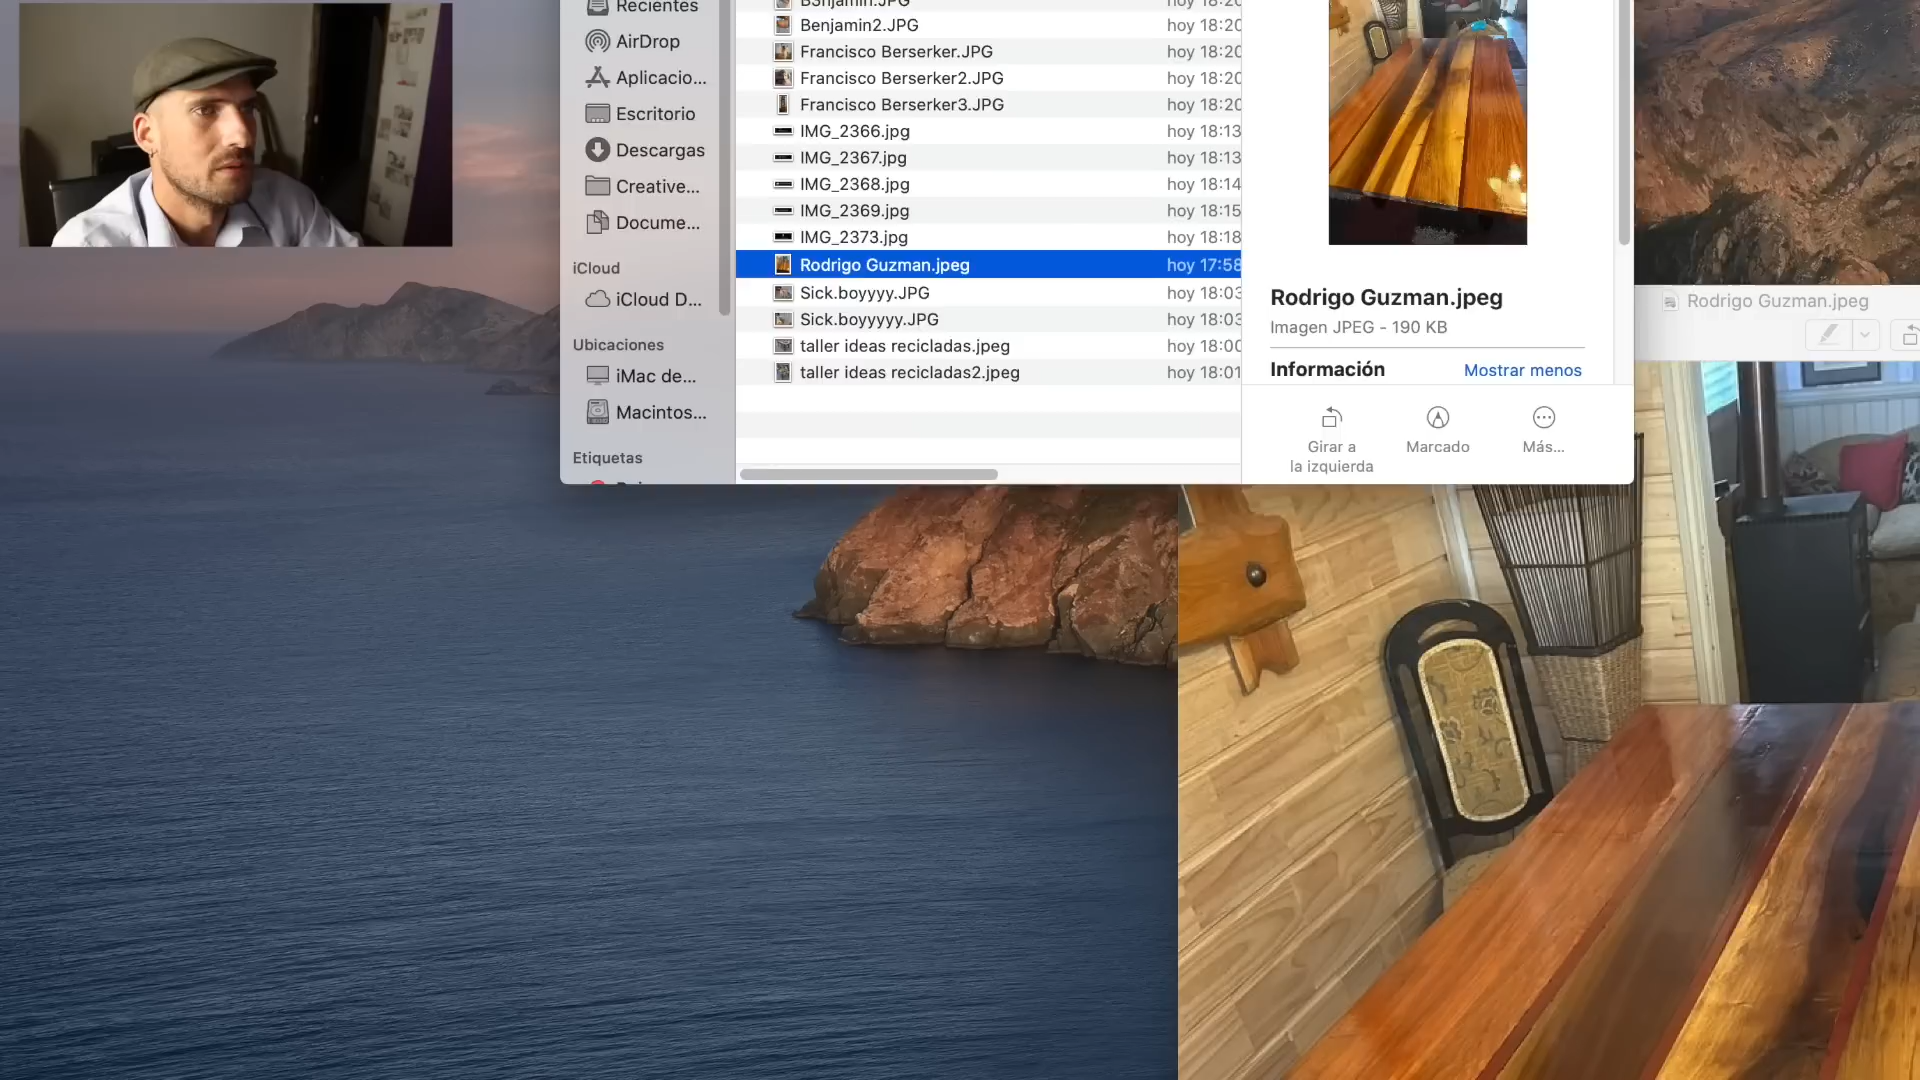 Recientes
AirDrop
Aplicacio...
Escritorio
Descargas
Creative...
Docume...
iCloud
iCloud D...
Ubicaciones
iMac de...
Macintos...
Etiquetas
Benjamin2.JPG hoy 18:20
Francisco Berserker.JPG hoy 18:20
Francisco Berserker2.JPG hoy 18:20
Francisco Berserker3.JPG hoy 18:20
IMG_2366.jpg hoy 18:13
IMG_2367.jpg hoy 18:13
IMG_2368.jpg hoy 18:14
IMG_2369.jpg hoy 18:15
IMG_2373.jpg hoy 18:18
Rodrigo Guzman.jpeg hoy 17:58
Sick.boyyyy.JPG hoy 18:03
Sick.boyyyyy.JPG hoy 18:03
taller ideas recicladas.jpeg hoy 18:00
taller ideas recicladas2.jpeg hoy 18:01
Rodrigo Guzman.jpeg
Imagen JPEG - 190 KB
Información Mostrar menos
Girar a
la izquierda
Marcado
Más...
Rodrigo Guzman.jpeg